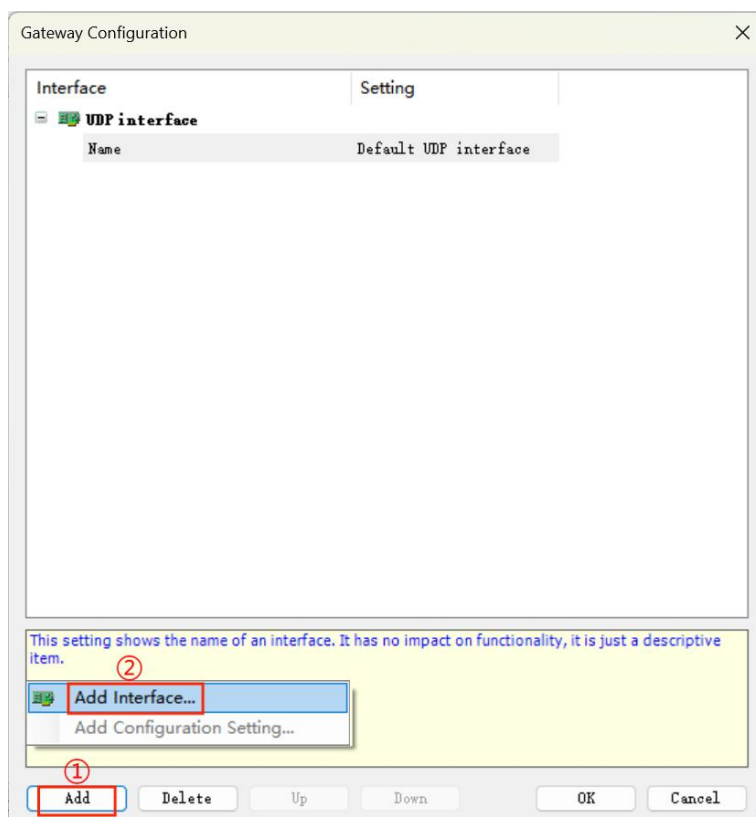 Gateway Configuration
Interface Setting
UDP interface
Name Default UDP interface
This setting shows the name of an interface. It has no impact on functionality, it is just a descriptive
item.
②
Add Interface...
Add Configuration Setting...
①
Add Delete Up Down OK Cancel